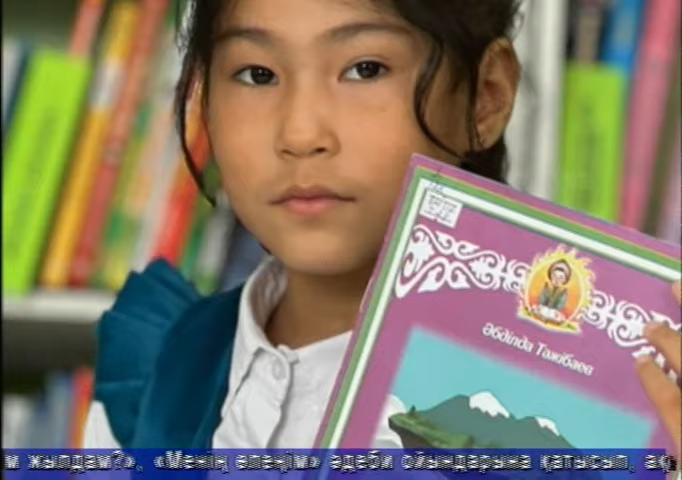 Әбділда Тәжібаев
м жылдам?», «Менің өлеңім» әдеби ойындарына қатысып, ақ